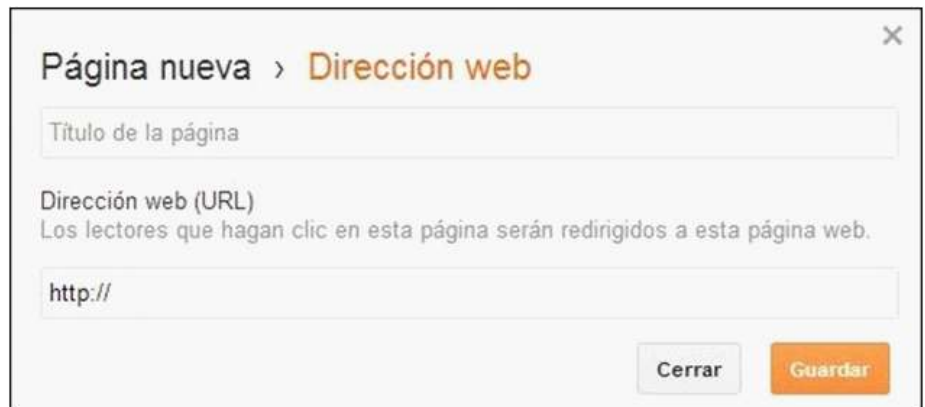 Página nueva › Dirección web
Título de la página
Dirección web (URL)
Los lectores que hagan clic en esta página serán redirigidos a esta página web.
http://
Cerrar Guardar